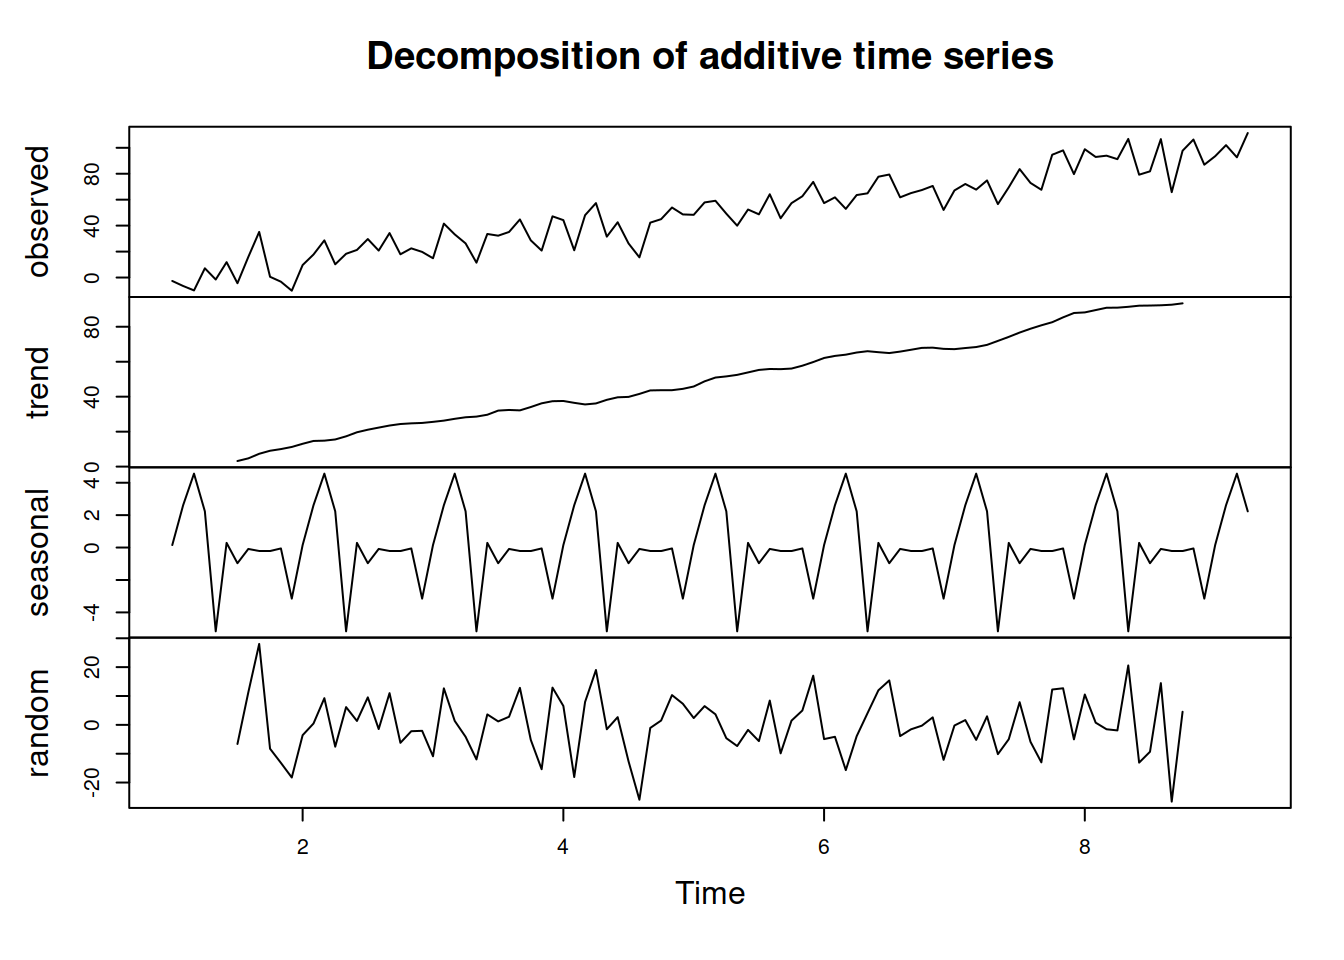 Decomposition of additive time series
observed
0 40 80
trend
0 40 80
seasonal
-4 0 2 4
random
-20 0 20
2 4 6 8
Time